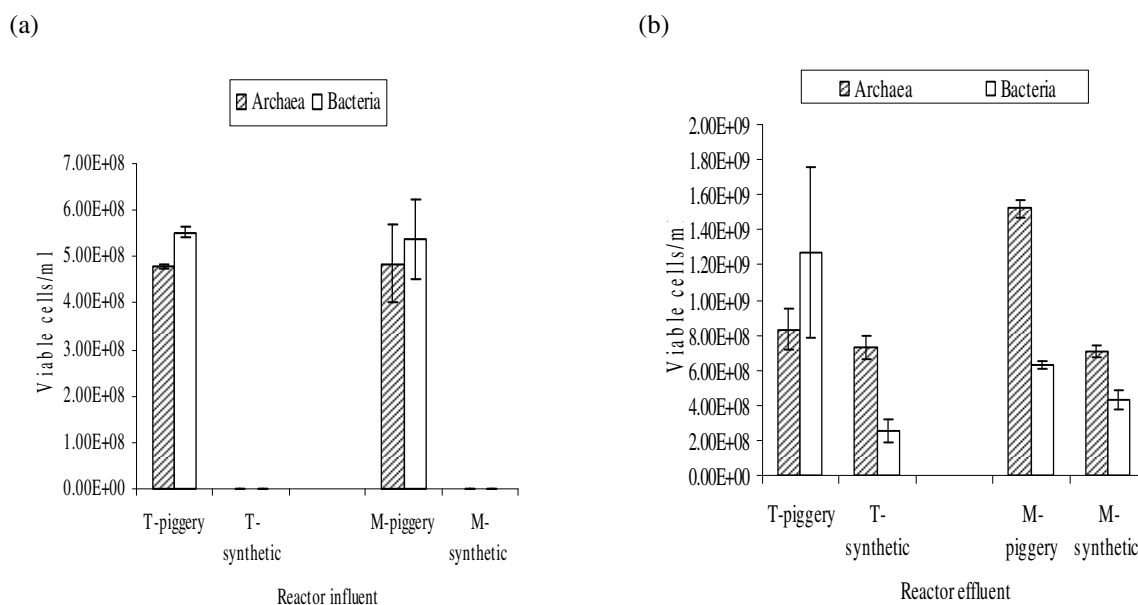 (a)
Archaea Bacteria
7.00E+08
6.00E+08
5.00E+08
4.00E+08
3.00E+08
2.00E+08
1.00E+08
0.00E+00
Viable cells/ml
T-piggery T- M-piggery M-
synthetic synthetic
Reactor influent
(b)
Archaea Bacteria
2.00E+09
1.80E+09
1.60E+09
1.40E+09
1.20E+09
1.00E+09
8.00E+08
6.00E+08
4.00E+08
2.00E+08
0.00E+00
Viable cells/m
T-piggery T- M- M-
synthetic piggery synthetic
Reactor effluent